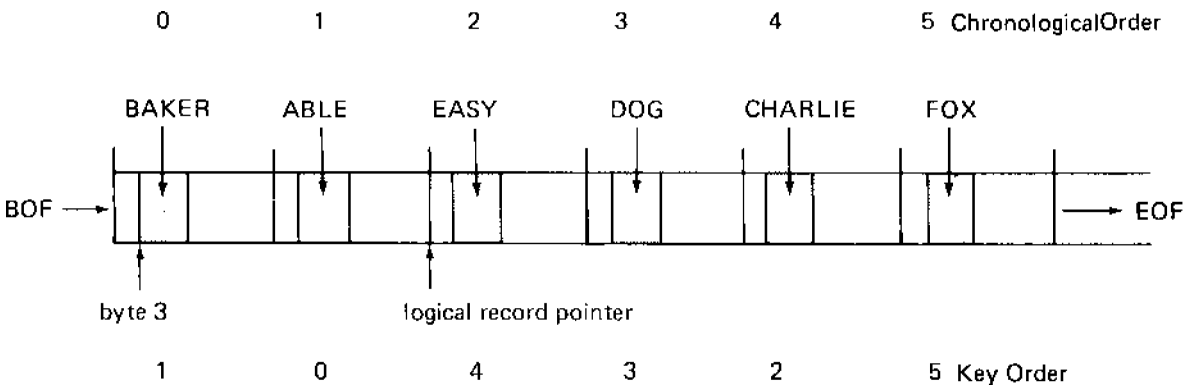 0 1 2 3 4 5 ChronologicalOrder
BAKER ABLE EASY DOG CHARLIE FOX
BOF EOF
byte 3 logical record pointer
1 0 4 3 2 5 Key Order